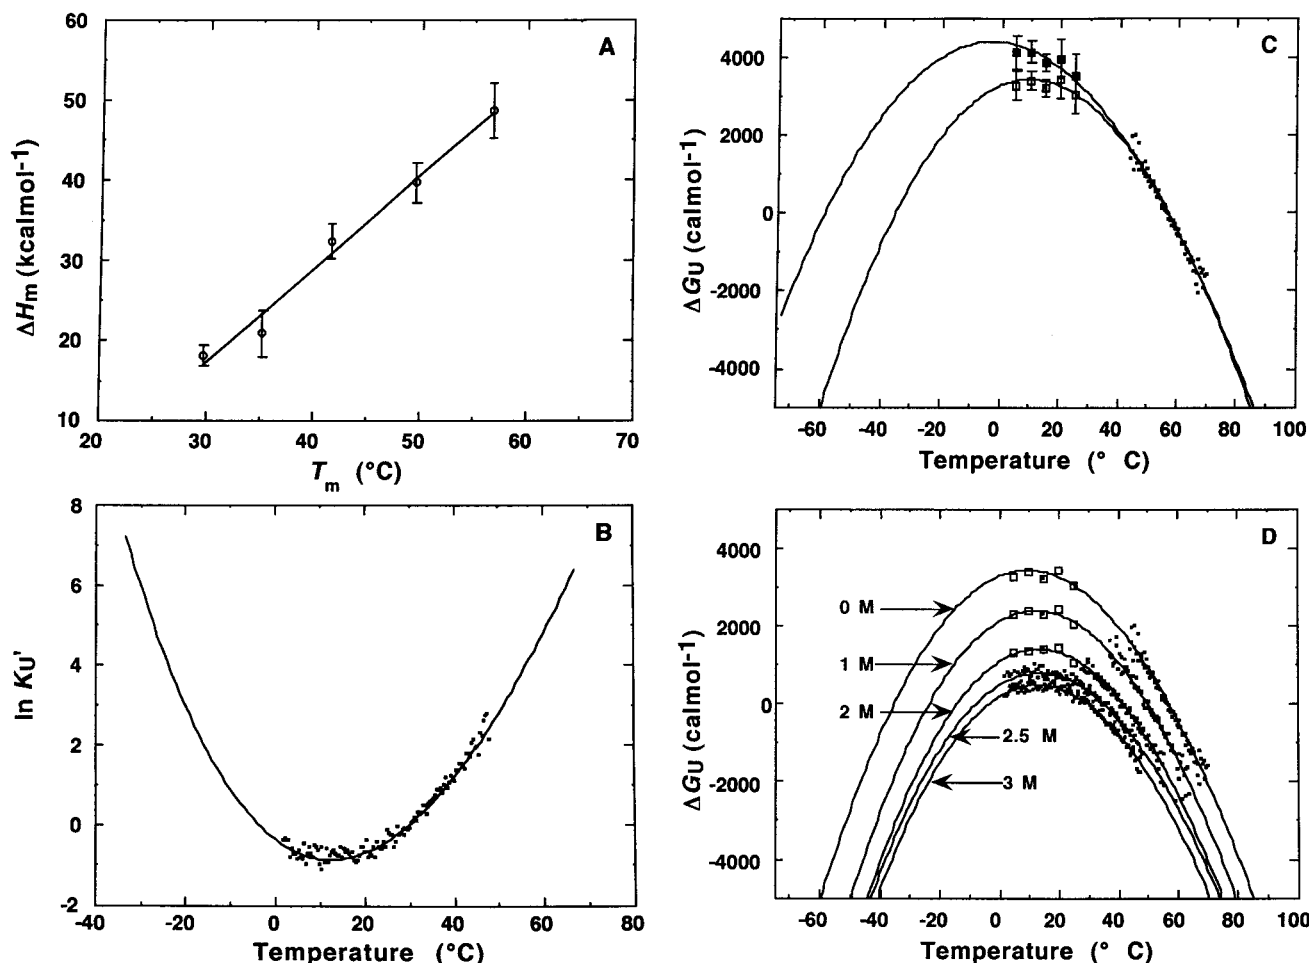 A
60
50
40
30
20
10
ΔHm (kcalmol-1)
20 30 40 50 60 70
Tm (°C)
B
8
6
4
2
0
-2
ln KU'
-40 -20 0 20 40 60 80
Temperature (°C)
C
4000
2000
0
-2000
-4000
ΔGU (calmol-1)
-60 -40 -20 0 20 40 60 80 100
Temperature (° C)
D
4000
2000
0
-2000
-4000
ΔGU (calmol-1)
0 M
1 M
2 M
2.5 M
3 M
-60 -40 -20 0 20 40 60 80 100
Temperature (° C)